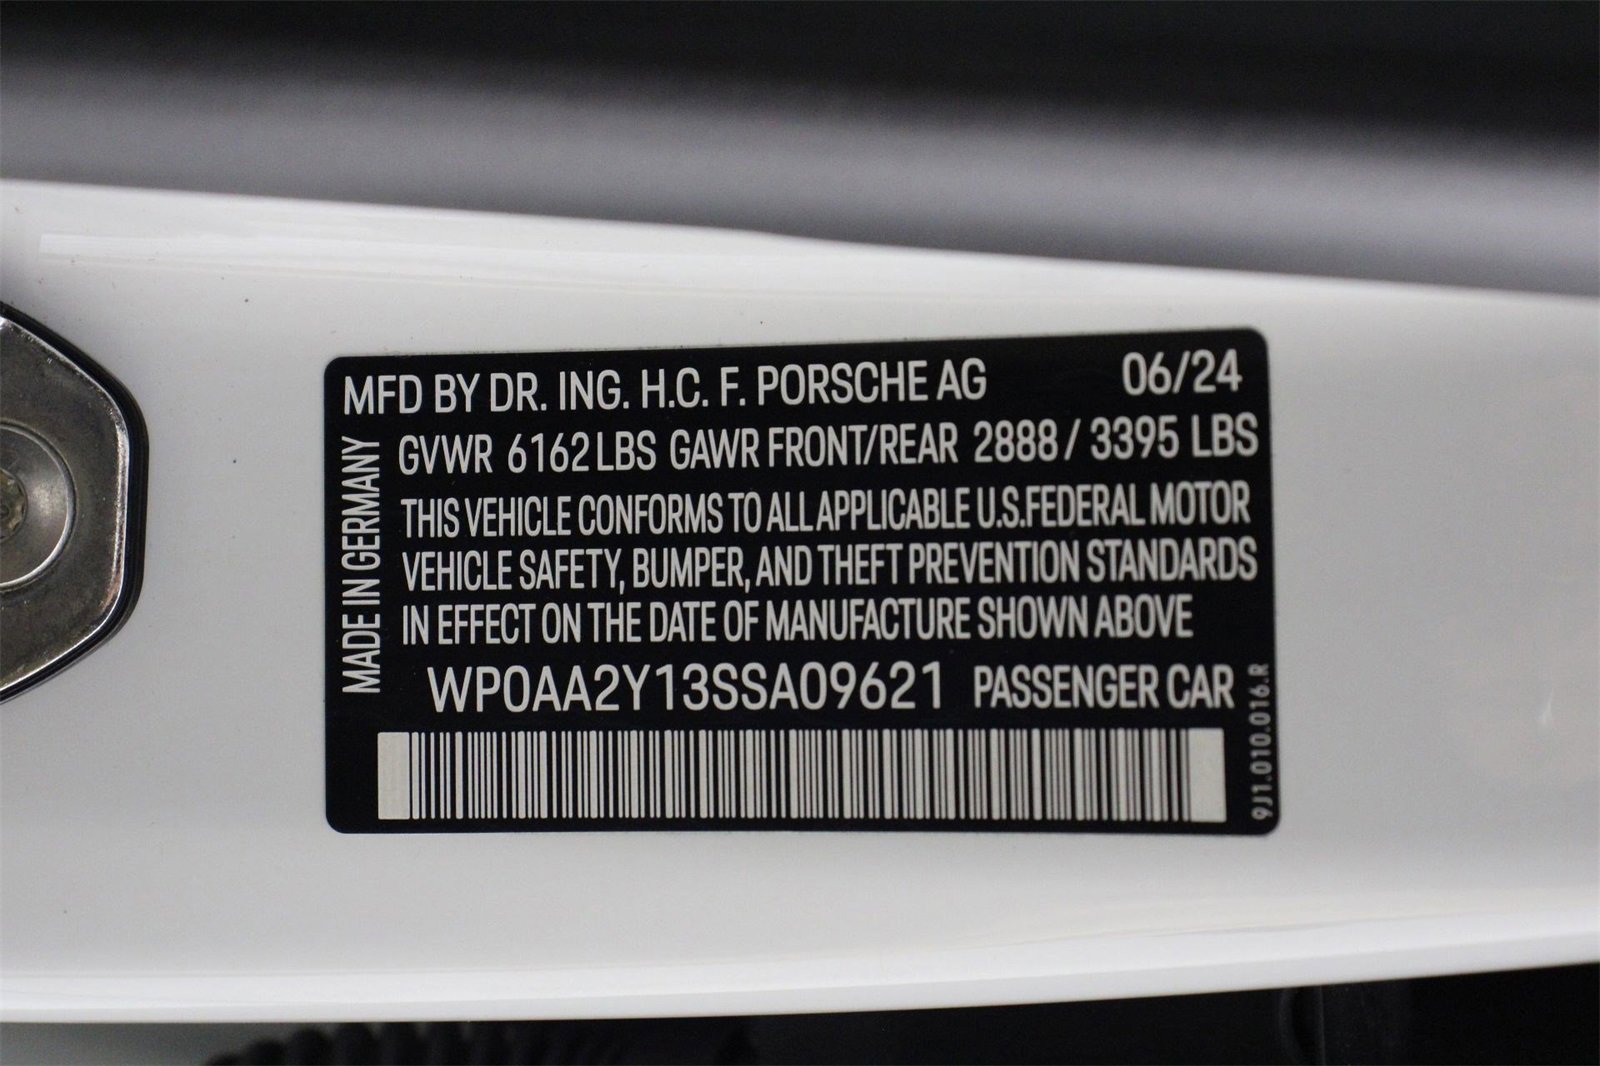 MFD BY DR. ING. H.C. F. PORSCHE AG 06/24
GVWR 6162 LBS GAWR FRONT/REAR 2888 / 3395 LBS
THIS VEHICLE CONFORMS TO ALL APPLICABLE U.S.FEDERAL MOTOR
VEHICLE SAFETY, BUMPER, AND THEFT PREVENTION STANDARDS
IN EFFECT ON THE DATE OF MANUFACTURE SHOWN ABOVE
MADE IN GERMANY
WP0AA2Y13SSA09621 PASSENGER CAR
9J1.010.016.R